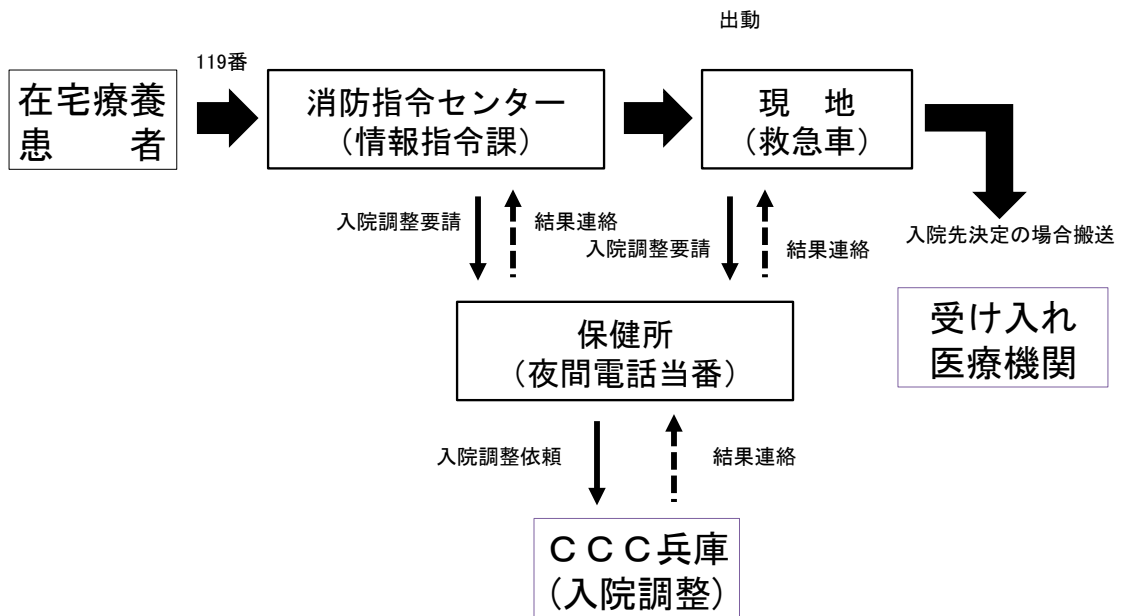 出動
119番
在宅療養
患　　者
消防指令センター
（情報指令課）
現　地
（救急車）
入院調整要請
結果連絡
入院調整要請
結果連絡
入院先決定の場合搬送
保健所
（夜間電話当番）
受け入れ
医療機関
入院調整依頼
結果連絡
ＣＣＣ兵庫
（入院調整）